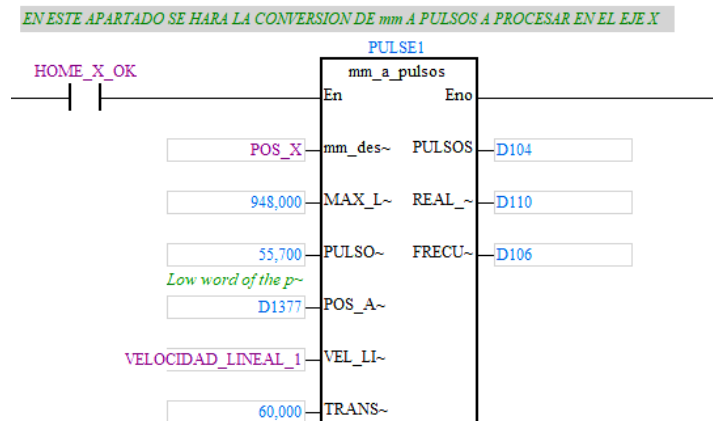 EN ESTE APARTADO SE HARA LA CONVERSION DE mm A PULSOS A PROCESAR EN EL EJE X
PULSE1
HOME_X_OK
mm_a_pulsos
En Eno
POS_X mm_des~ PULSOS D104
948,000 MAX_L~ REAL_~ D110
55,700 PULSO~ FRECU~ D106
Low word of the p~
D1377 POS_A~
VELOCIDAD_LINEAL_1 VEL_LI~
60,000 TRANS~